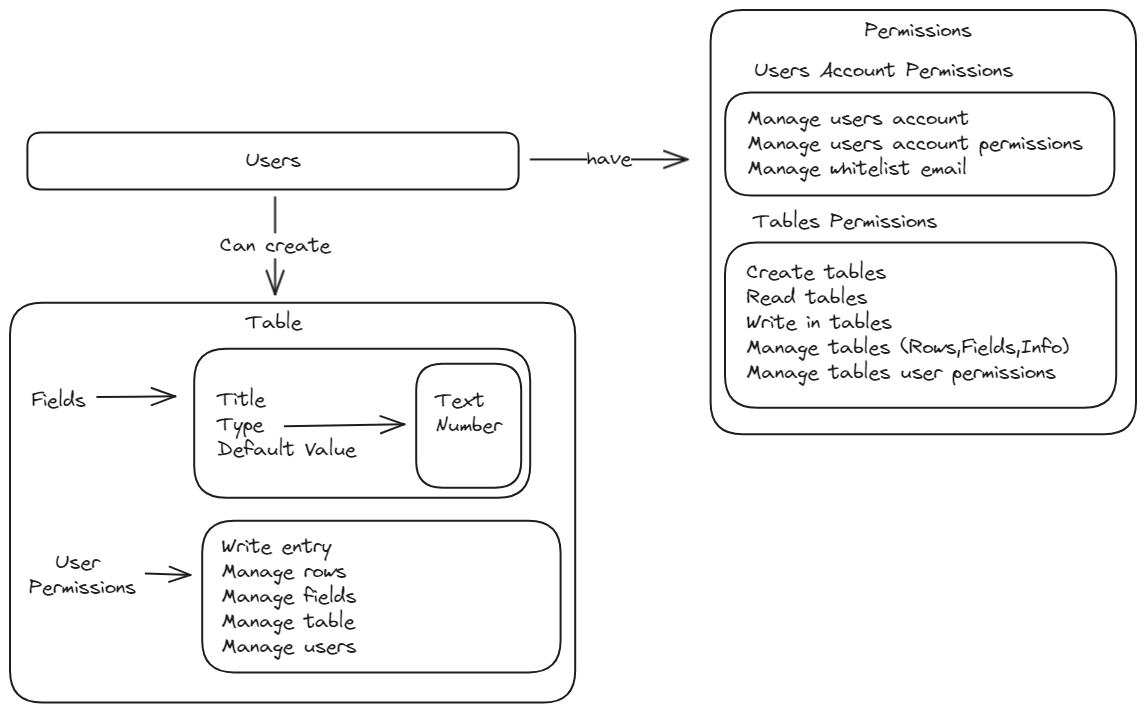 Users
have
Can create
Table
Fields
Title
Type
Default Value
Text
Number
User
Permissions
Write entry
Manage rows
Manage fields
Manage table
Manage users
Permissions
Users Account Permissions
Manage users account
Manage users account permissions
Manage whitelist email
Tables Permissions
Create tables
Read tables
Write in tables
Manage tables (Rows,Fields,Info)
Manage tables user permissions